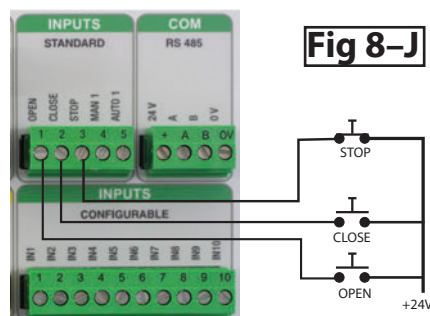 INPUTS
STANDARD
COM
RS 485
Fig 8–J
OPEN
CLOSE
STOP
MAN 1
AUTO 1
24 V
A
B
0 V
1 2 3 4 5
+ A B 0V
STOP
INPUTS
CONFIGURABLE
IN1
IN2
IN3
IN4
IN5
IN6
IN7
IN8
IN9
IN10
1 2 3 4 5 6 7 8 9 10
CLOSE
OPEN
+24V